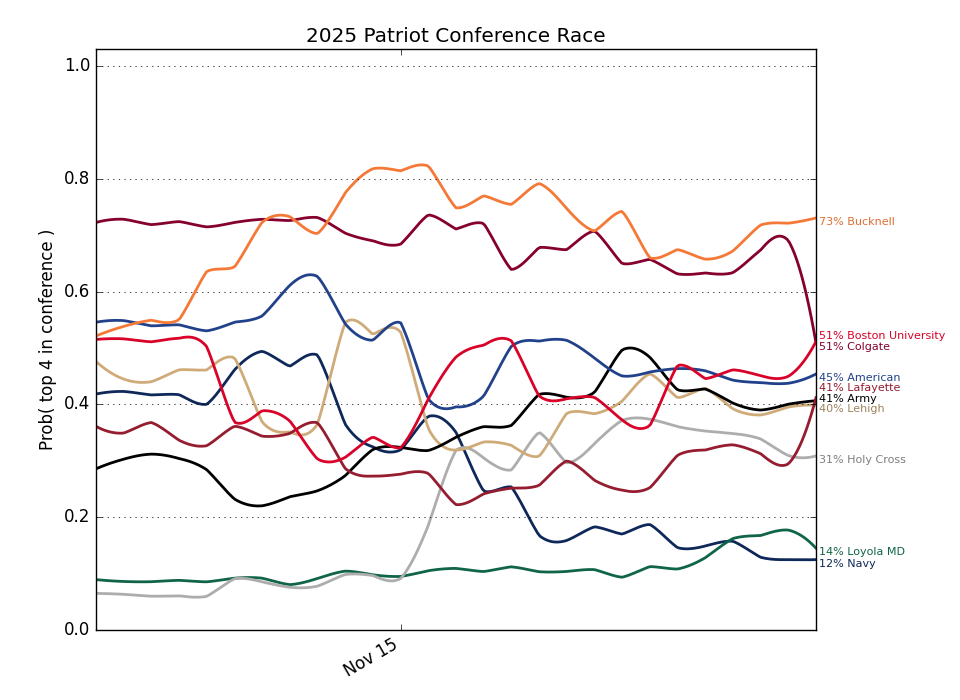 2025 Patriot Conference Race
Prob( top 4 in conference )
1.0
0.8
0.6
0.4
0.2
0.0
Nov 15
73% Bucknell
51% Boston University
51% Colgate
45% American
41% Lafayette
41% Army
40% Lehigh
31% Holy Cross
14% Loyola MD
12% Navy